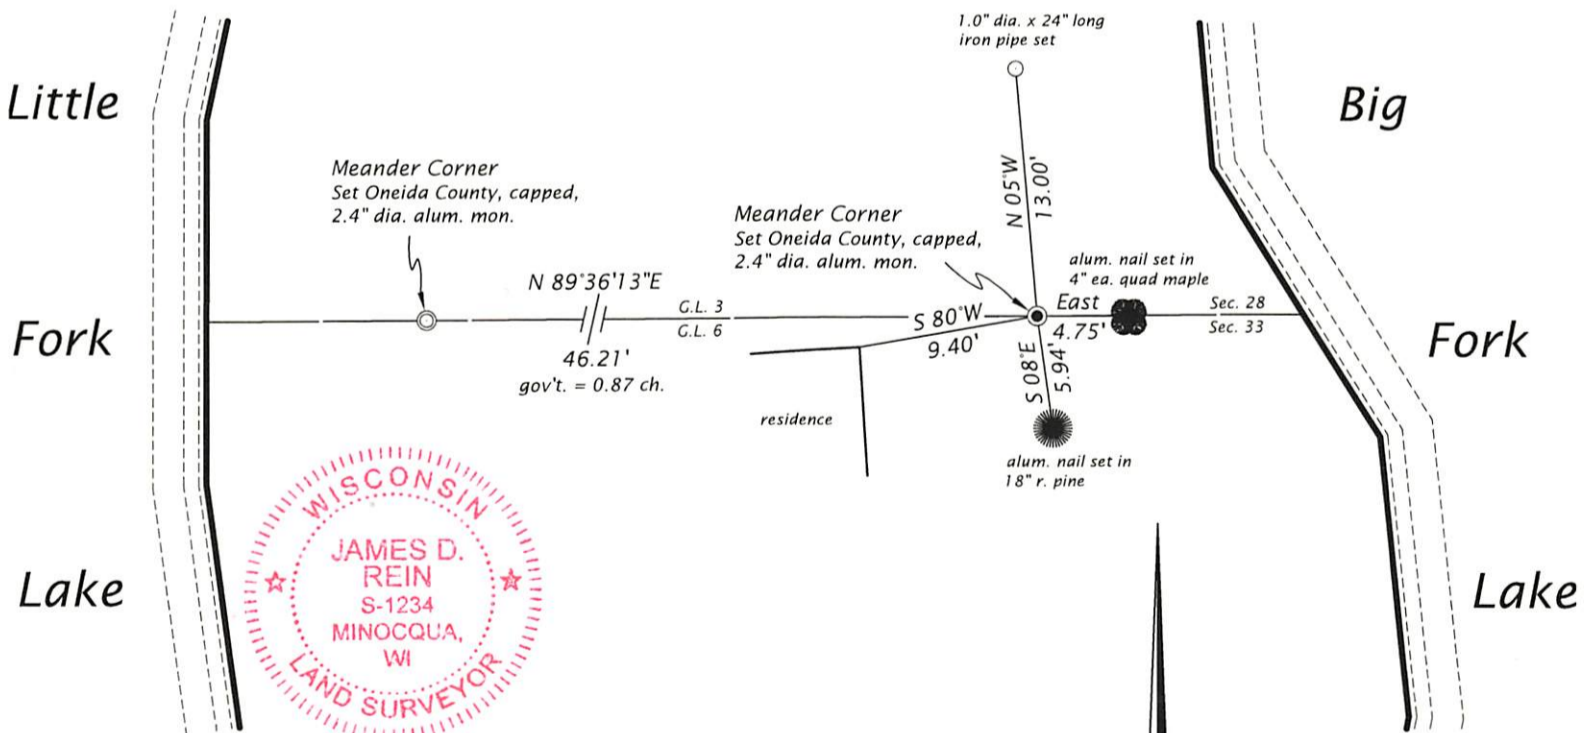 1.0" dia. x 24" long
iron pipe set
Little
Big
Meander Corner
Set Oneida County, capped,
2.4" dia. alum. mon.
N 05°W
13.00'
Meander Corner
Set Oneida County, capped,
2.4" dia. alum. mon.
alum. nail set in
4" ea. quad maple
N 89°36'13"E
G.L. 3
G.L. 6
East
4.75'
Sec. 28
Sec. 33
Fork
S 80°W
9.40'
Fork
46.21'
gov't. = 0.87 ch.
S 08°E
5.94'
residence
alum. nail set in
18" r. pine
WISCONSIN
JAMES D.
REIN
S-1234
MINOCQUA,
WI
LAND SURVEYOR
Lake
Lake